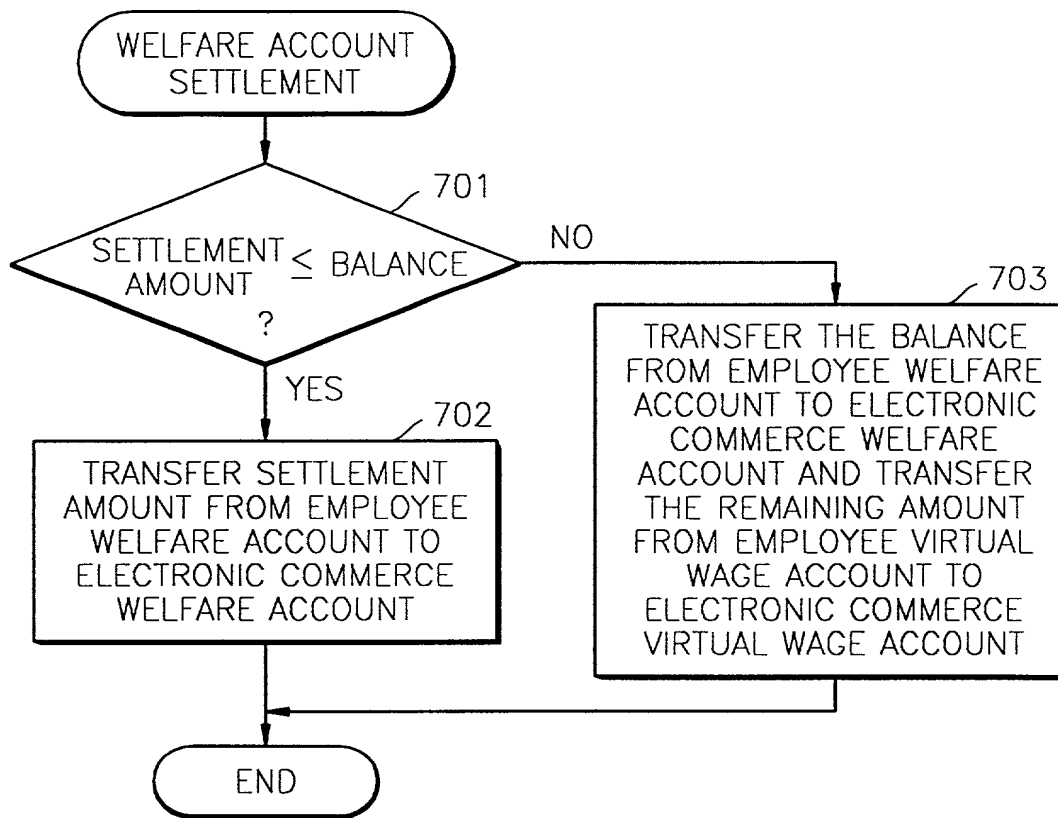 WELFARE ACCOUNT
SETTLEMENT
701
SETTLEMENT
AMOUNT ≤ BALANCE
?
NO
YES
702
TRANSFER SETTLEMENT
AMOUNT FROM EMPLOYEE
WELFARE ACCOUNT TO
ELECTRONIC COMMERCE
WELFARE ACCOUNT
703
TRANSFER THE BALANCE
FROM EMPLOYEE WELFARE
ACCOUNT TO ELECTRONIC
COMMERCE WELFARE
ACCOUNT AND TRANSFER
THE REMAINING AMOUNT
FROM EMPLOYEE VIRTUAL
WAGE ACCOUNT TO
ELECTRONIC COMMERCE
VIRTUAL WAGE ACCOUNT
END